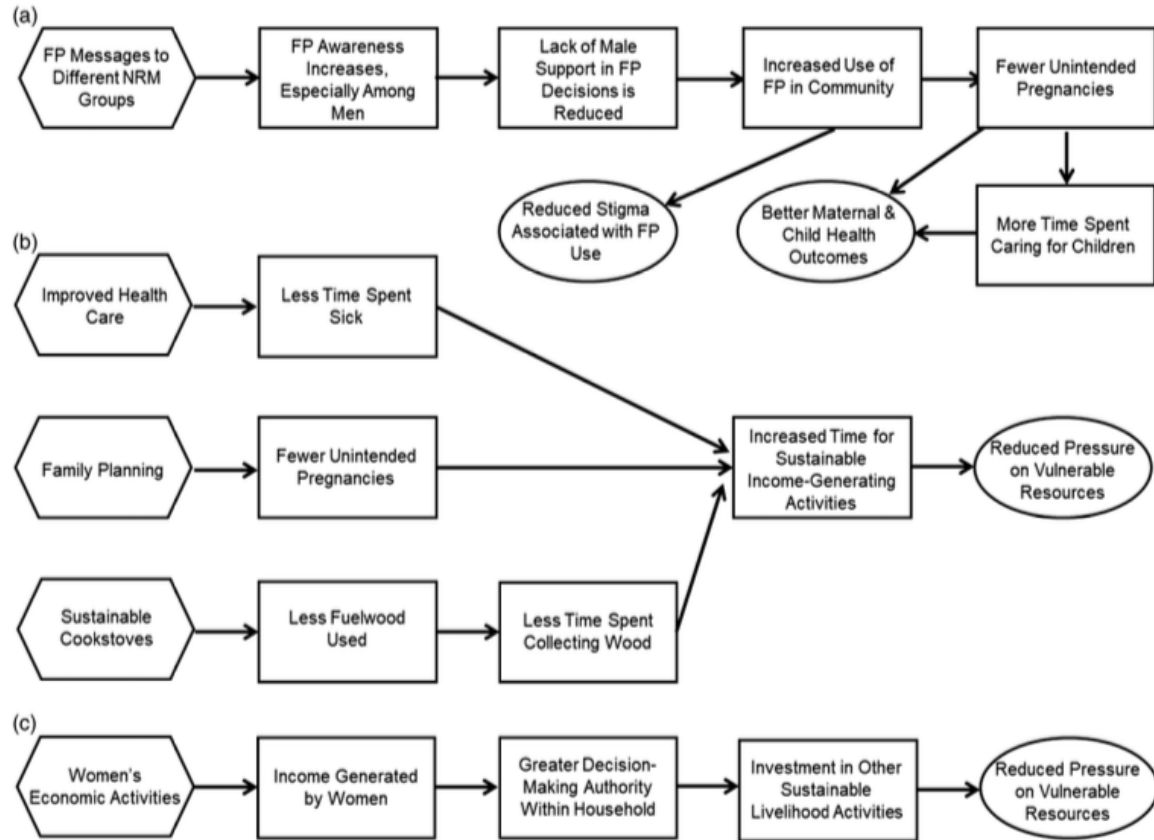 (a)
FP Messages to
Different NRM
Groups
FP Awareness
Increases,
Especially Among
Men
Lack of Male
Support in FP
Decisions is
Reduced
Increased Use of
FP in Community
Fewer Unintended
Pregnancies
Reduced Stigma
Associated with FP
Use
Better Maternal &
Child Health
Outcomes
More Time Spent
Caring for Children
(b)
Improved Health
Care
Less Time Spent
Sick
Family Planning
Fewer Unintended
Pregnancies
Increased Time for
Sustainable
Income-Generating
Activities
Reduced Pressure
on Vulnerable
Resources
Sustainable
Cookstoves
Less Fuelwood
Used
Less Time Spent
Collecting Wood
(c)
Women's
Economic Activities
Income Generated
by Women
Greater Decision-
Making Authority
Within Household
Investment in Other
Sustainable
Livelihood Activities
Reduced Pressure
on Vulnerable
Resources